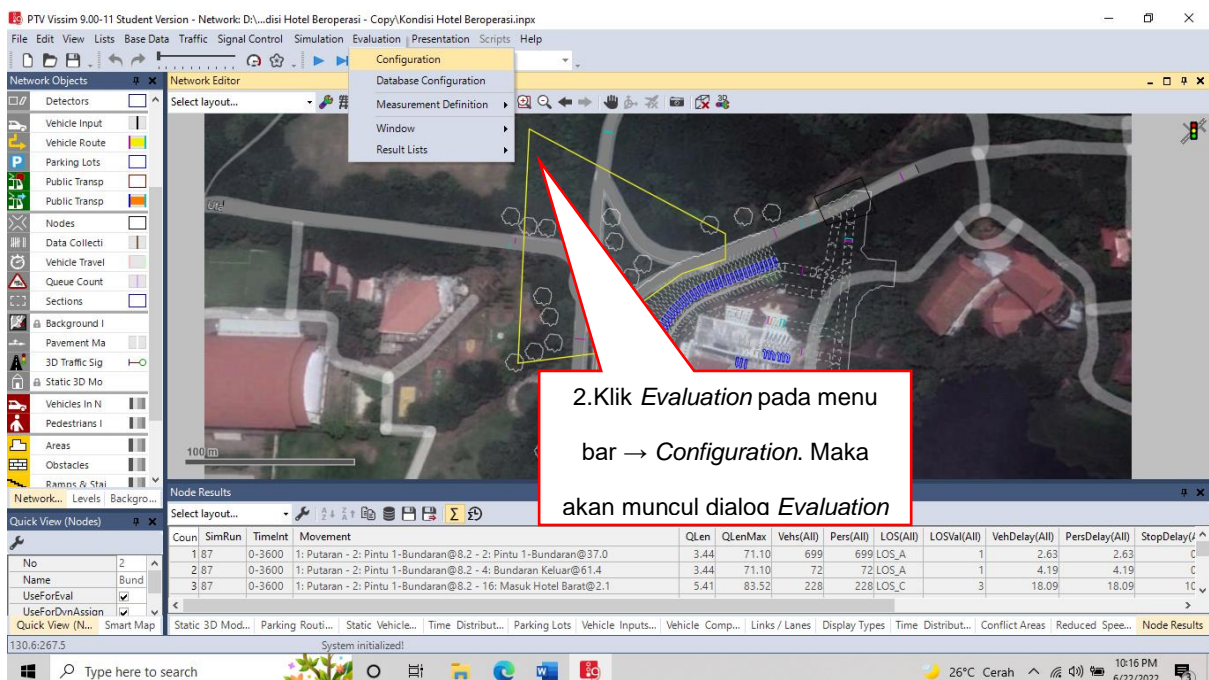 PTV Vissim 9.00-11 Student Version - Network: D:\...disi Hotel Beroperasi - Copy\Kondisi Hotel Beroperasi.inpx
File Edit View Lists Base Data Traffic Signal Control Simulation Evaluation Presentation Scripts Help
Configuration
Database Configuration
Measurement Definition
Window
Result Lists
Network Objects
Detectors
Vehicle Input
Vehicle Route
Parking Lots
Public Transp
Public Transp
Nodes
Data Collecti
Vehicle Travel
Queue Count
Sections
Background I
Pavement Ma
3D Traffic Sig
Static 3D Mo
Vehicles In N
Pedestrians I
Areas
Obstacles
Ramps & Stai
Network... Levels Backgro...
Quick View (Nodes)
No 2
Name Bund
UseForEval
UseForDynAssign
Quick View (N... Smart Map
Network Editor
Select layout...
100 m
2.Klik Evaluation pada menu
bar → Configuration. Maka
akan muncul dialog Evaluation
Node Results
Select layout...
Coun SimRun TimeInt Movement QLen QLenMax Vehs(All) Pers(All) LOS(All) LOSVal(All) VehDelay(All) PersDelay(All) StopDelay(A
1 87 0-3600 1: Putaran - 2: Pintu 1-Bundaran@8.2 - 2: Pintu 1-Bundaran@37.0 3.44 71.10 699 699 LOS_A 1 2.63 2.63
2 87 0-3600 1: Putaran - 2: Pintu 1-Bundaran@8.2 - 4: Bundaran Keluar@61.4 3.44 71.10 72 72 LOS_A 1 4.19 4.19
3 87 0-3600 1: Putaran - 2: Pintu 1-Bundaran@8.2 - 16: Masuk Hotel Barat@2.1 5.41 83.52 228 228 LOS_C 3 18.09 18.09
Static 3D Mod... Parking Routi... Static Vehicle... Time Distribut... Parking Lots Vehicle Inputs... Vehicle Comp... Links / Lanes Display Types Time Distribut... Conflict Areas Reduced Spee... Node Results
130.6:267.5 System initialized!
Type here to search
26°C Cerah
10:16 PM
6/22/2022